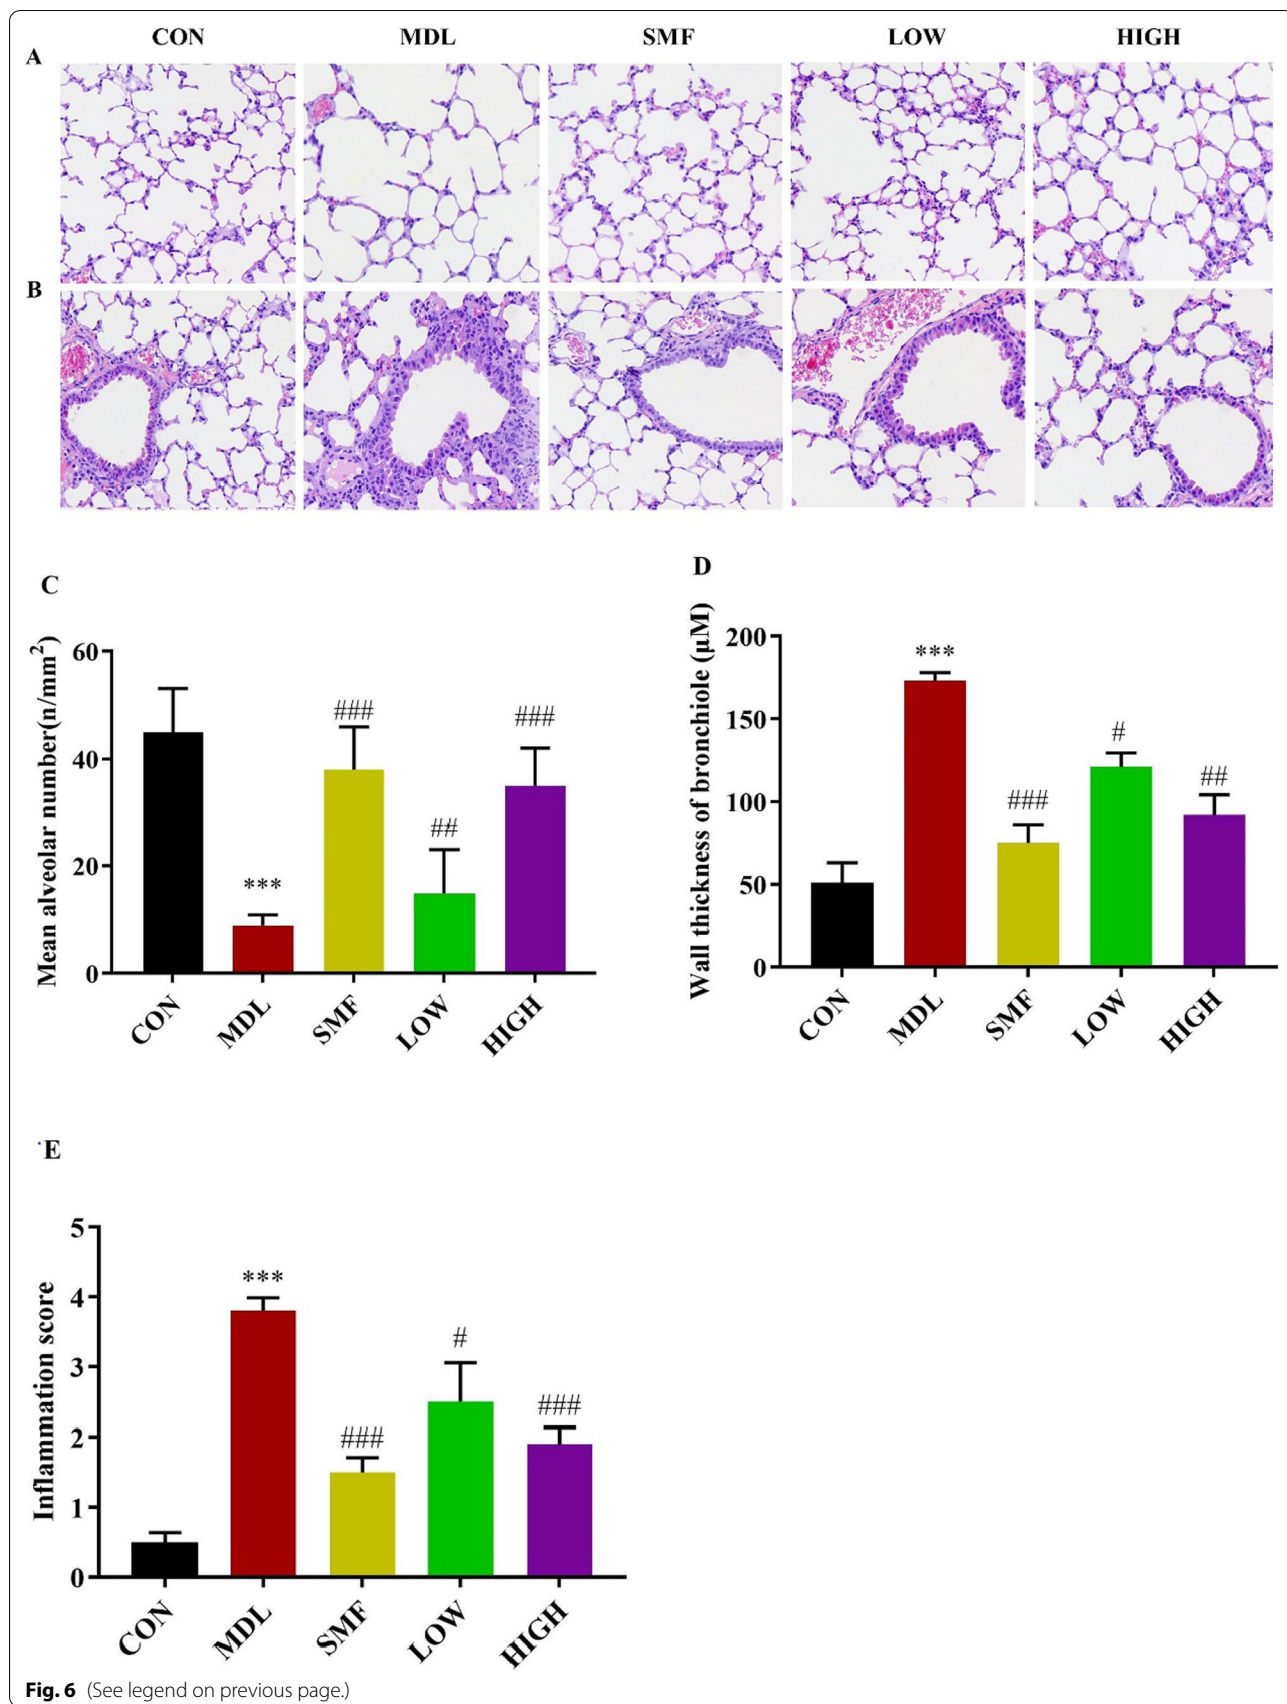 CON MDL SMF LOW HIGH
A
B
C
Mean alveolar number(n/mm²)
60
40
20
0
***
###
##
###
CON MDL SMF LOW HIGH
D
Wall thickness of bronchiole (μM)
200
150
100
50
0
***
###
#
##
CON MDL SMF LOW HIGH
E
Inflammation score
5
4
3
2
1
0
***
###
#
###
CON MDL SMF LOW HIGH
Fig. 6 (See legend on previous page.)